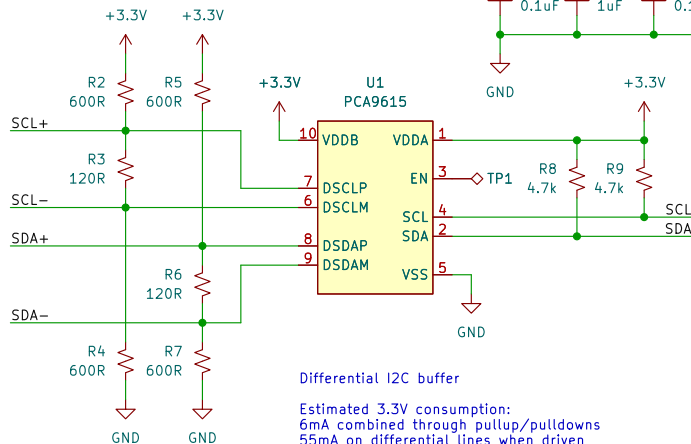 +3.3V
+3.3V
0.1uF
1uF
0.1
GND
R2
600R
R5
600R
+3.3V
U1
PCA9615
+3.3V
SCL+
10
VDDB
VDDA
1
R3
120R
EN
3
TP1
R8
4.7k
R9
4.7k
7
DSCLP
SCL-
6
DSCLM
SCL
4
SCL
SDA
2
SDA
SDA+
8
DSDAP
9
DSDAM
VSS
5
R6
120R
SDA-
GND
R4
600R
R7
600R
Differential I2C buffer
Estimated 3.3V consumption:
6mA combined through pullup/pulldowns
55mA on differential lines when driven
GND
GND